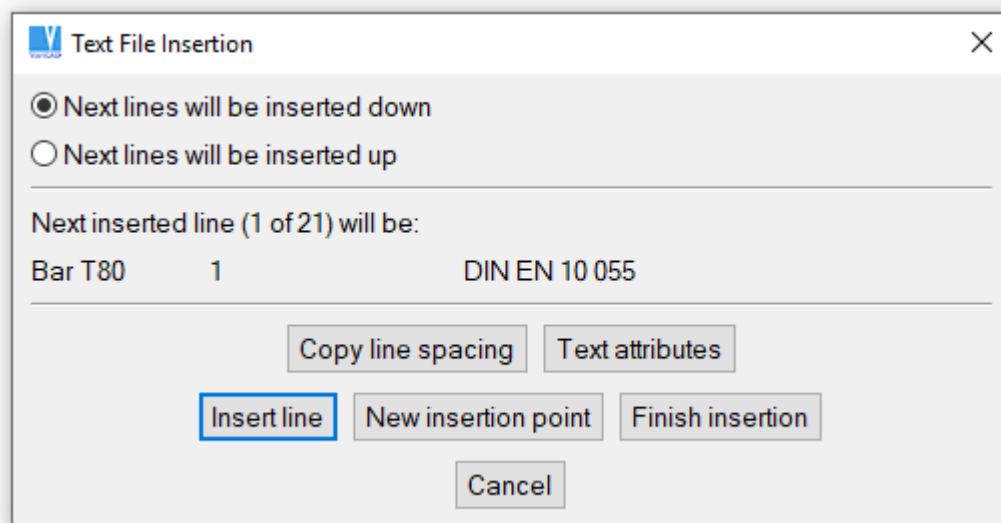 Text File Insertion
Next lines will be inserted down
Next lines will be inserted up
Next inserted line (1 of 21) will be:
Bar T80 1 DIN EN 10 055
Copy line spacing Text attributes
Insert line New insertion point Finish insertion
Cancel